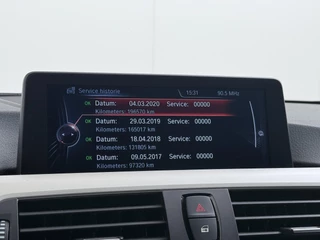 Service historie
15:31 90.5 MHz
OK Datum: 04.03.2020 Service: 00000
Kilometers: 196570 km
OK Datum: 29.03.2019 Service: 00000
Kilometers: 165017 km
OK Datum: 18.04.2018 Service: 00000
Kilometers: 131805 km
OK Datum: 09.05.2017 Service: 00000
Kilometers: 97320 km